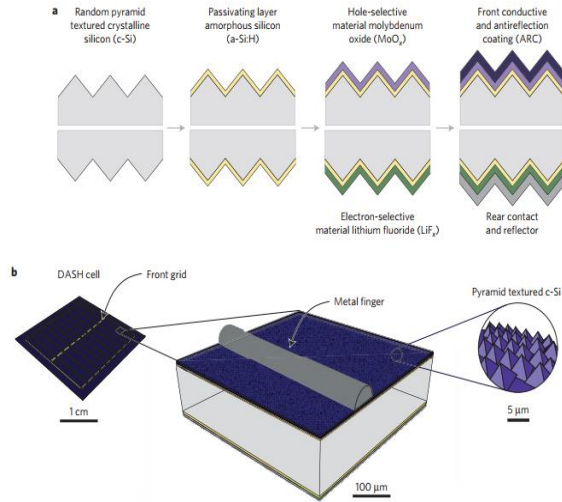 a
Random pyramid
textured crystalline
silicon (c-Si)
Passivating layer
amorphous silicon
(a-Si:H)
Hole-selective
material molybdenum
oxide (MoOₓ)
Front conductive
and antireflection
coating (ARC)
Electron-selective
material lithium fluoride (LiFₓ)
Rear contact
and reflector
b
DASH cell
Front grid
Metal finger
Pyramid textured c-Si
1 cm
100 µm
5 µm